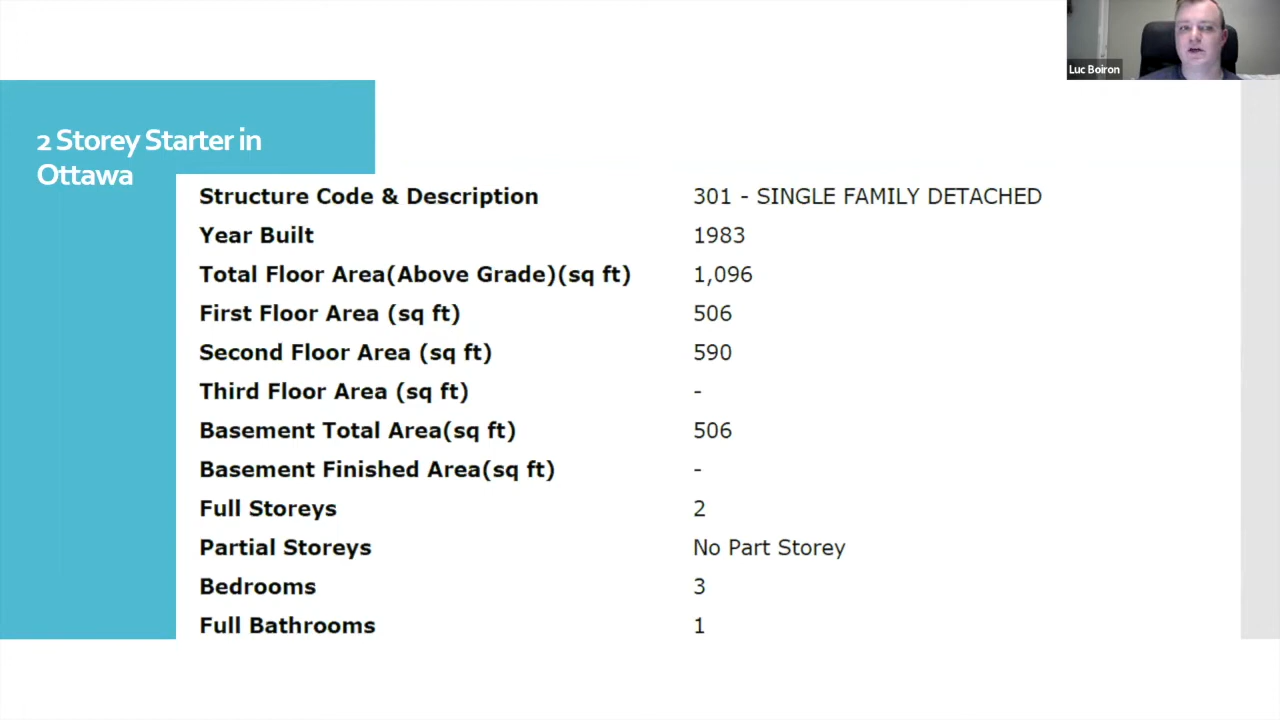 Luc Boiron
2 Storey Starter in
Ottawa
Structure Code & Description 301 - SINGLE FAMILY DETACHED
Year Built 1983
Total Floor Area(Above Grade)(sq ft) 1,096
First Floor Area (sq ft) 506
Second Floor Area (sq ft) 590
Third Floor Area (sq ft) -
Basement Total Area(sq ft) 506
Basement Finished Area(sq ft) -
Full Storeys 2
Partial Storeys No Part Storey
Bedrooms 3
Full Bathrooms 1